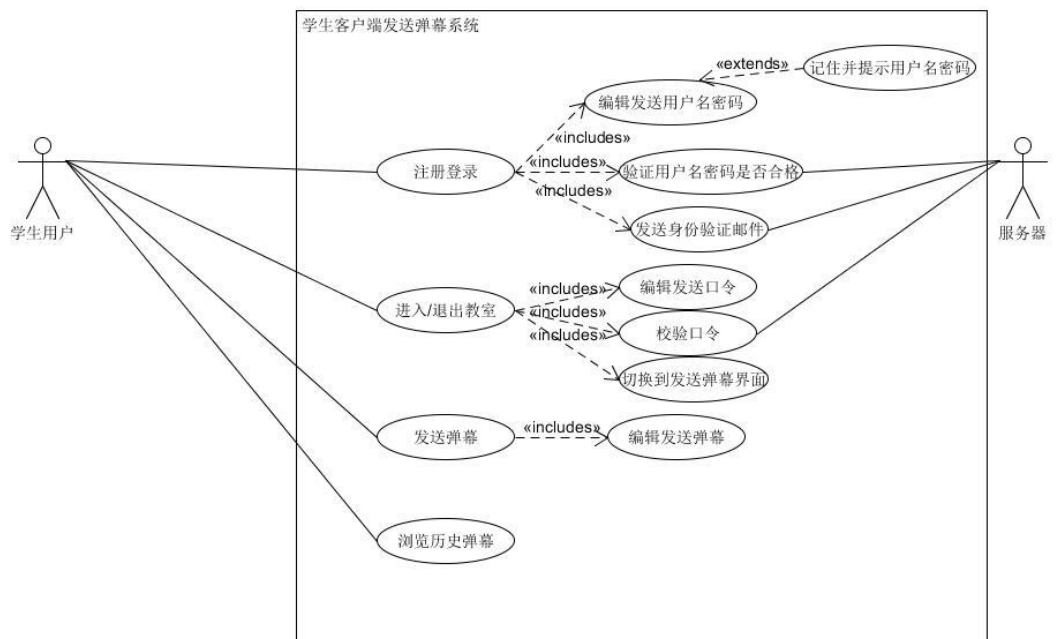 学生客户端发送弹幕系统
«extends»
记住并提示用户名密码
编辑发送用户名密码
«includes»
注册登录
«includes»
验证用户名密码是否合格
«includes»
发送身份验证邮件
学生用户
服务器
进入/退出教室
«includes»
编辑发送口令
«includes»
校验口令
«includes»
切换到发送弹幕界面
发送弹幕
«includes»
编辑发送弹幕
浏览历史弹幕